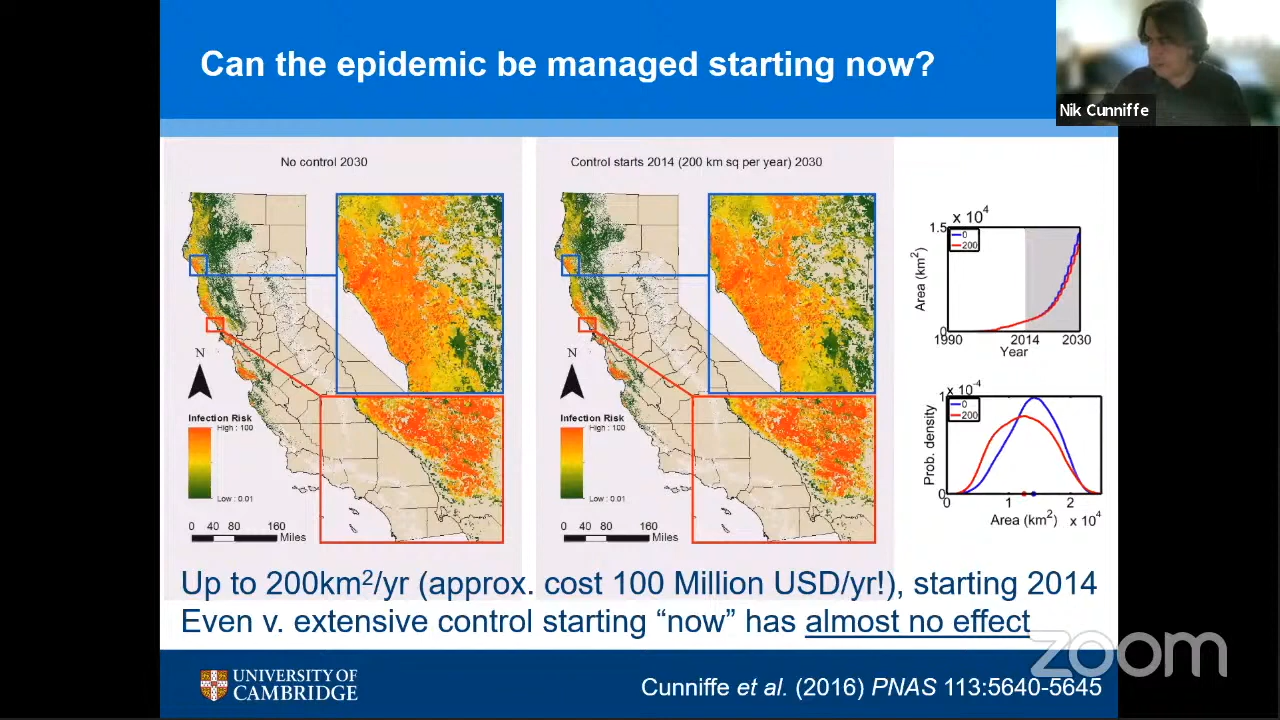 Can the epidemic be managed starting now?
Nik Cunniffe
No control 2030
N
Infection Risk
High : 100
Low : 0.01
0 40 80 160
Miles
Control starts 2014 (200 km sq per year) 2030
N
Infection Risk
High : 100
Low : 0.01
0 40 80 160
Miles
x 10⁴
1.5
0
200
Area (km²)
0
1990 2014 2030
Year
x 10⁻⁴
1
0
200
Prob. density
0
0 1 2
Area (km²) x 10⁴
Up to 200km²/yr (approx. cost 100 Million USD/yr!), starting 2014
Even v. extensive control starting “now” has almost no effect
zoom
UNIVERSITY OF
CAMBRIDGE
Cunniffe et al. (2016) PNAS 113:5640-5645